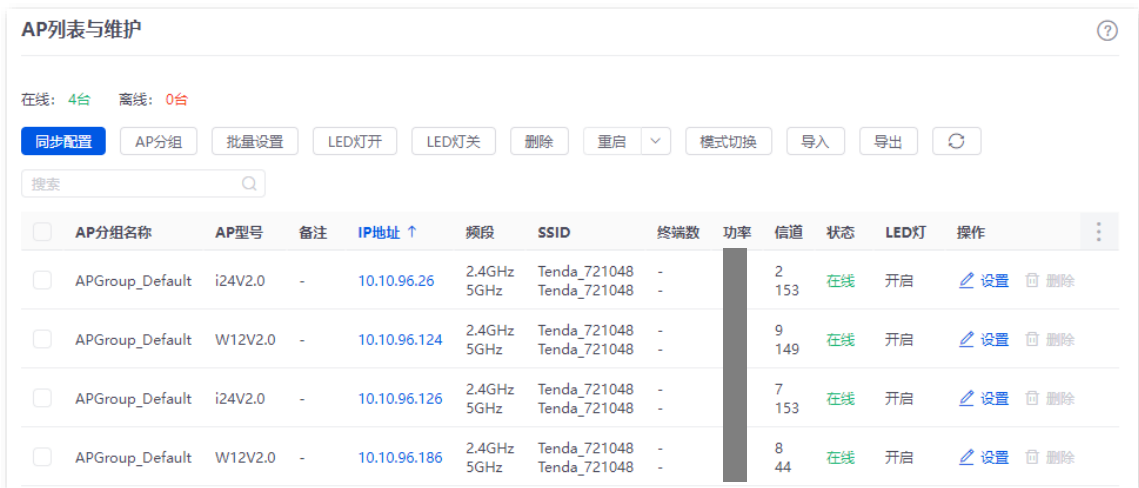 AP列表与维护
在线： 4台 离线： 0台
同步配置 AP分组 批量设置 LED灯开 LED灯关 删除 重启 模式切换 导入 导出
搜索
AP分组名称 AP型号 备注 IP地址 ↑ 频段 SSID 终端数 功率 信道 状态 LED灯 操作
APGroup_Default i24V2.0 - 10.10.96.26 2.4GHz Tenda_721048 - 2 在线 开启 设置 删除
5GHz Tenda_721048 - 153
APGroup_Default W12V2.0 - 10.10.96.124 2.4GHz Tenda_721048 - 9 在线 开启 设置 删除
5GHz Tenda_721048 - 149
APGroup_Default i24V2.0 - 10.10.96.126 2.4GHz Tenda_721048 - 7 在线 开启 设置 删除
5GHz Tenda_721048 - 153
APGroup_Default W12V2.0 - 10.10.96.186 2.4GHz Tenda_721048 - 8 在线 开启 设置 删除
5GHz Tenda_721048 - 44